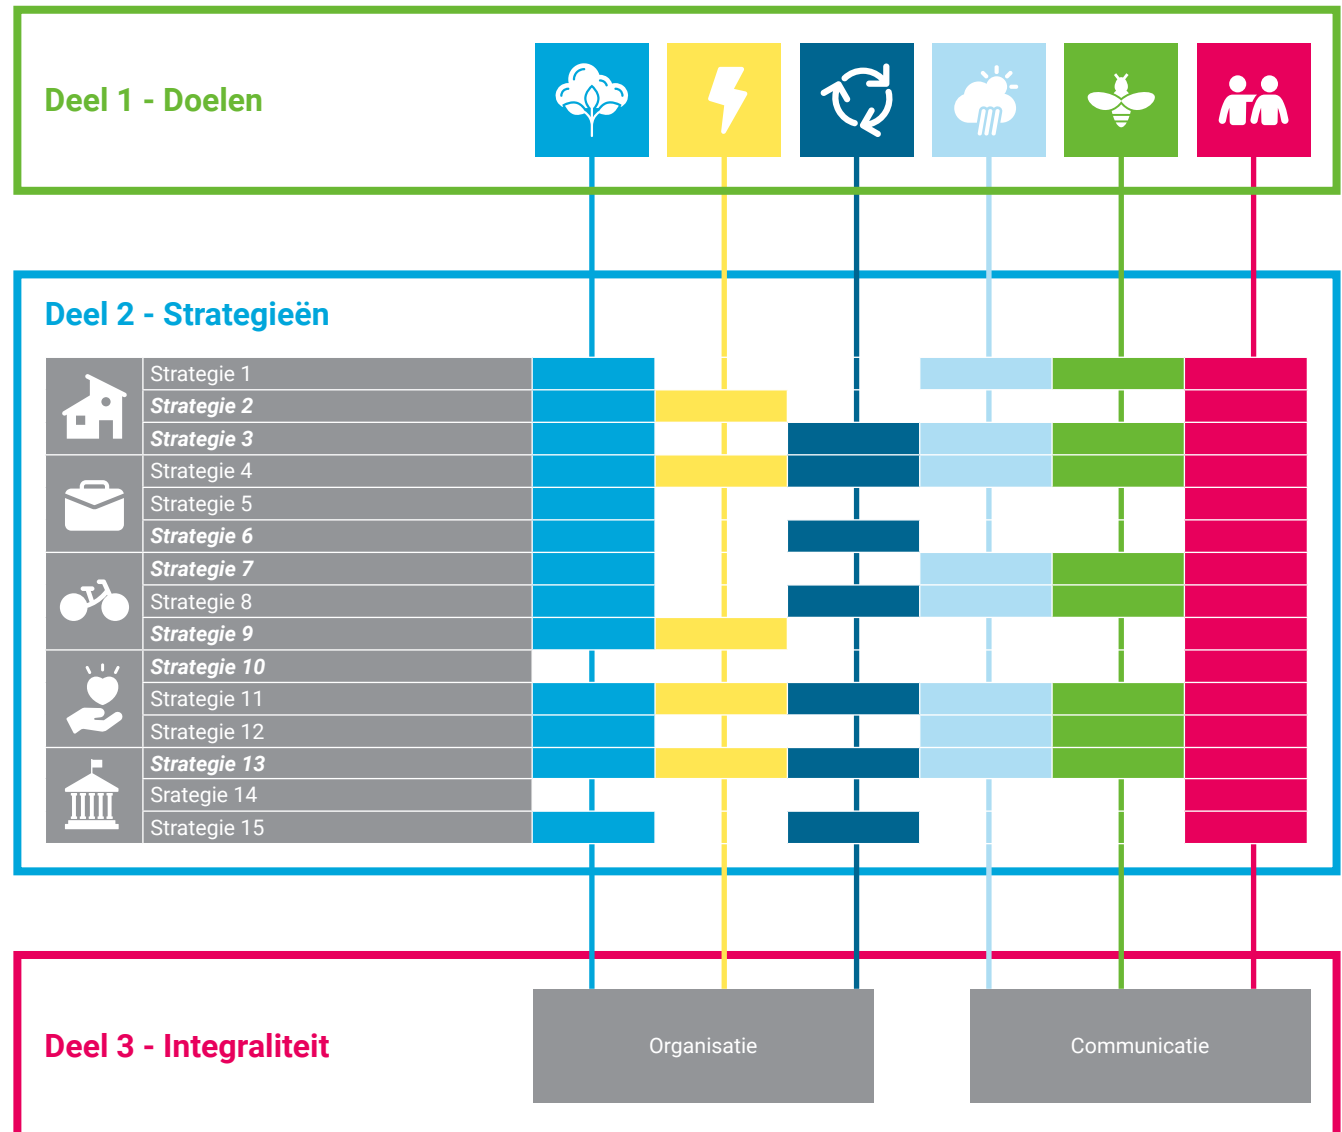 Deel 1 - Doelen
Deel 2 - Strategieën
Strategie 1
Strategie 2
Strategie 3
Strategie 4
Strategie 5
Strategie 6
Strategie 7
Strategie 8
Strategie 9
Strategie 10
Strategie 11
Strategie 12
Strategie 13
Srategie 14
Strategie 15
Deel 3 - Integraliteit
Organisatie
Communicatie